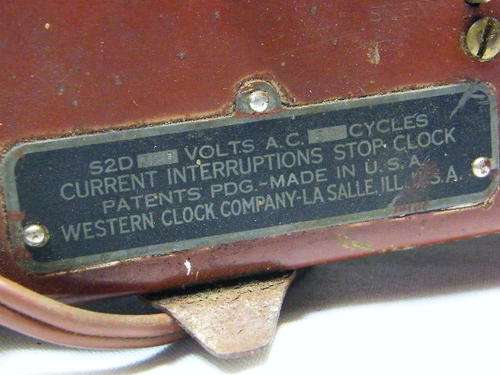 S2D VOLTS A.C. CYCLES
CURRENT INTERRUPTIONS STOP CLOCK
PATENTS PDG.-MADE IN U.S.A.
WESTERN CLOCK COMPANY-LA SALLE, ILL., U.S.A.